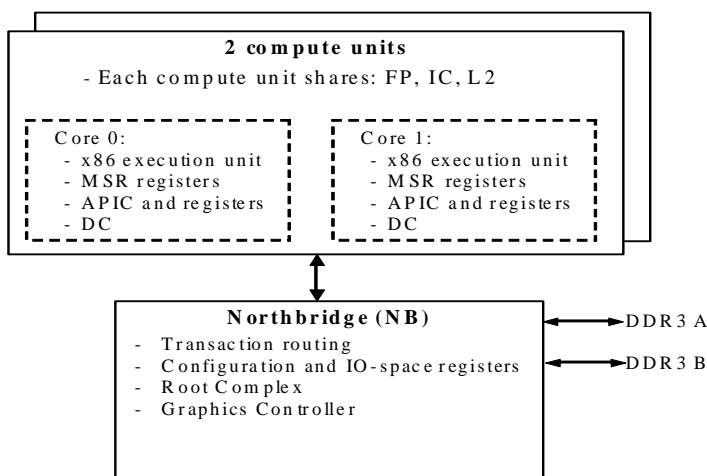 2 compute units
- Each compute unit shares: FP, IC, L2
Core 0:
- x86 execution unit
- MSR registers
- APIC and registers
- DC
Core 1:
- x86 execution unit
- MSR registers
- APIC and registers
- DC
Northbridge (NB)
- Transaction routing
- Configuration and IO-space registers
- Root Complex
- Graphics Controller
DDR3 A
DDR3 B